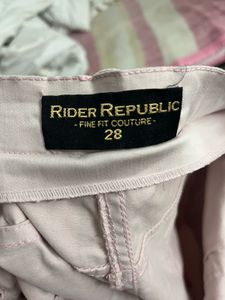 RIDER REPUBLIC
- FINE FIT COUTURE -
28